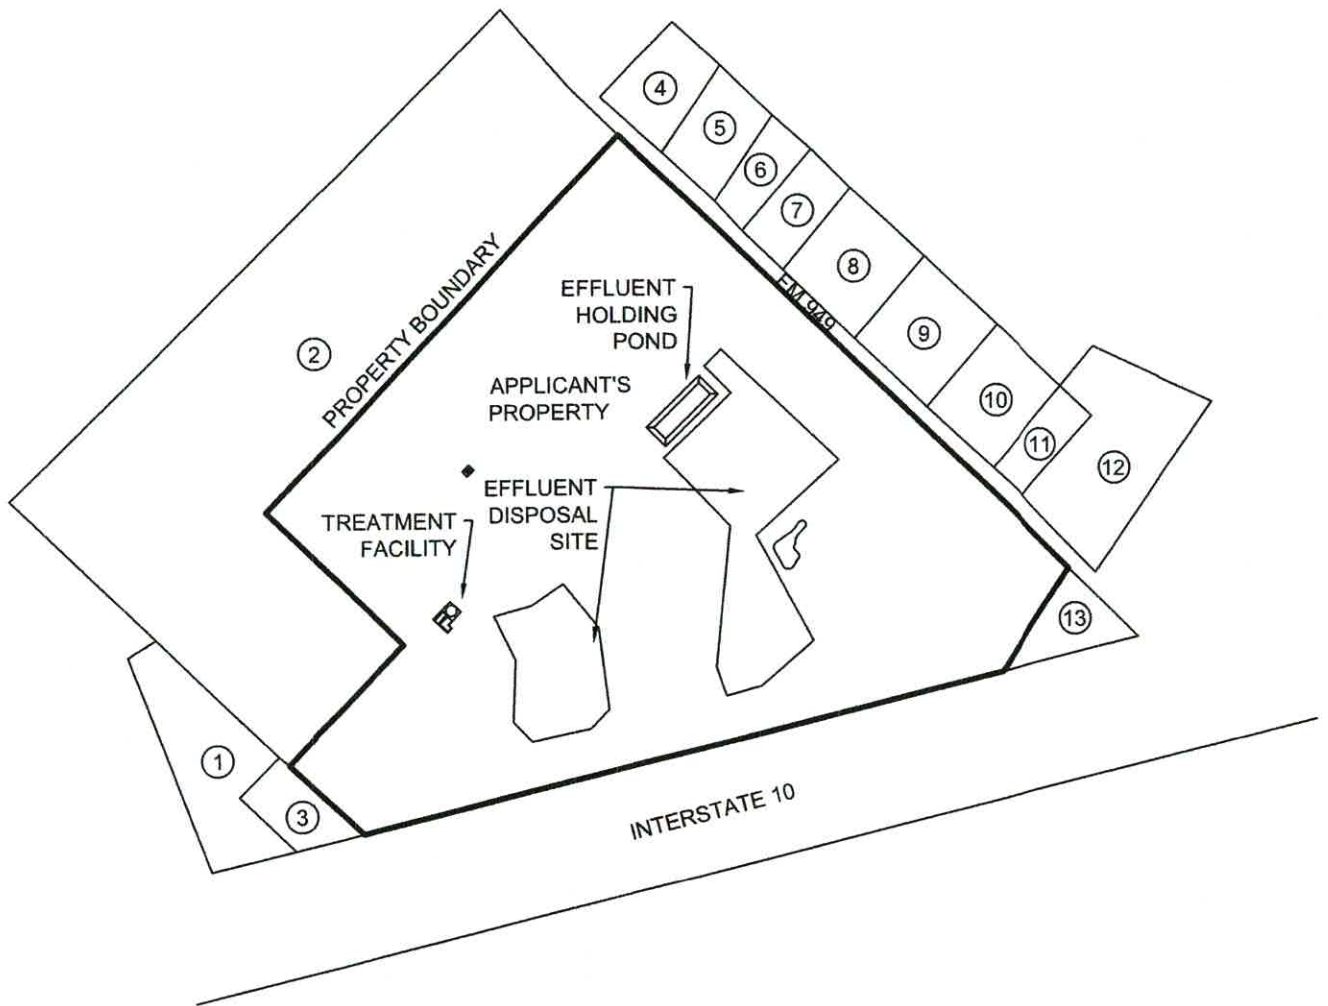 4
5
6
7
8
9
10
11
12
13
2
PROPERTY BOUNDARY
FM 949
EFFLUENT
HOLDING
POND
APPLICANT'S
PROPERTY
EFFLUENT
DISPOSAL
SITE
TREATMENT
FACILITY
1
3
INTERSTATE 10